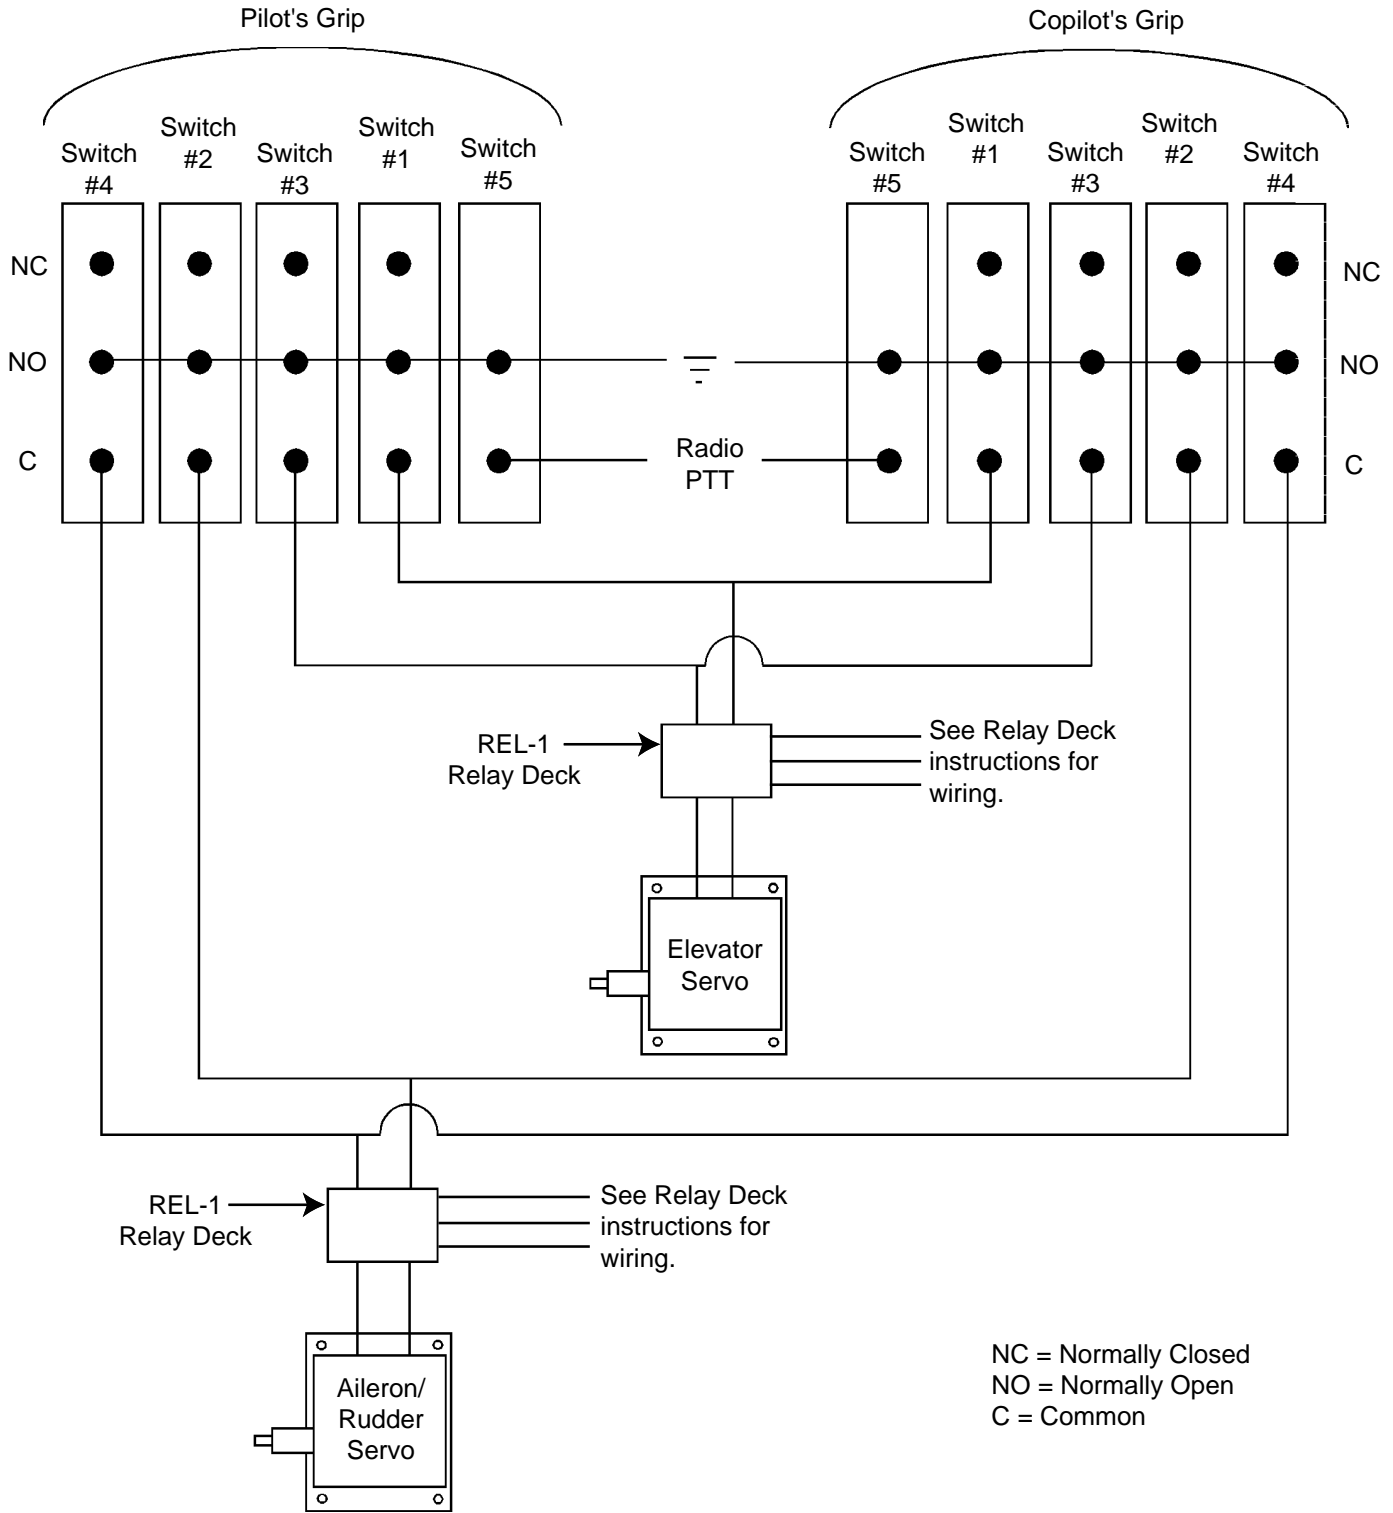 Pilot's Grip
Copilot's Grip
Switch
#4
Switch
#2
Switch
#3
Switch
#1
Switch
#5
Switch
#5
Switch
#1
Switch
#3
Switch
#2
Switch
#4
NC
NC
NO
NO
C
Radio
PTT
C
REL-1
Relay Deck
See Relay Deck
instructions for
wiring.
Elevator
Servo
REL-1
Relay Deck
See Relay Deck
instructions for
wiring.
Aileron/
Rudder
Servo
NC = Normally Closed
NO = Normally Open
C = Common